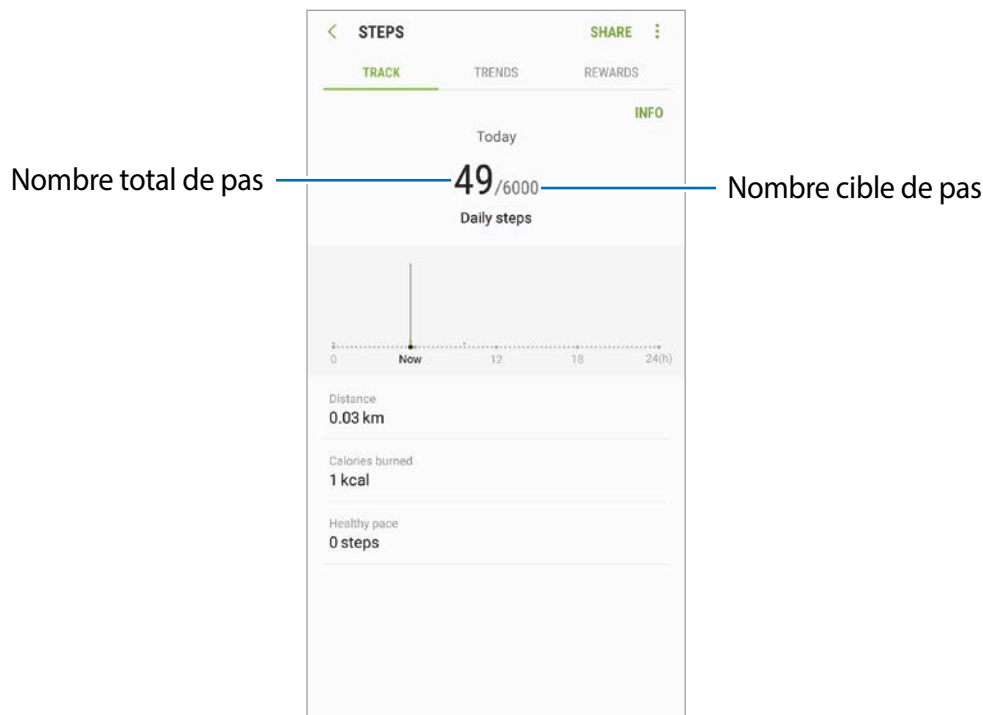 STEPS SHARE
TRACK TRENDS REWARDS
INFO
Today
Nombre total de pas 49/6000 Nombre cible de pas
Daily steps
0 Now 12 18 24(h)
Distance
0.03 km
Calories burned
1 kcal
Healthy pace
0 steps